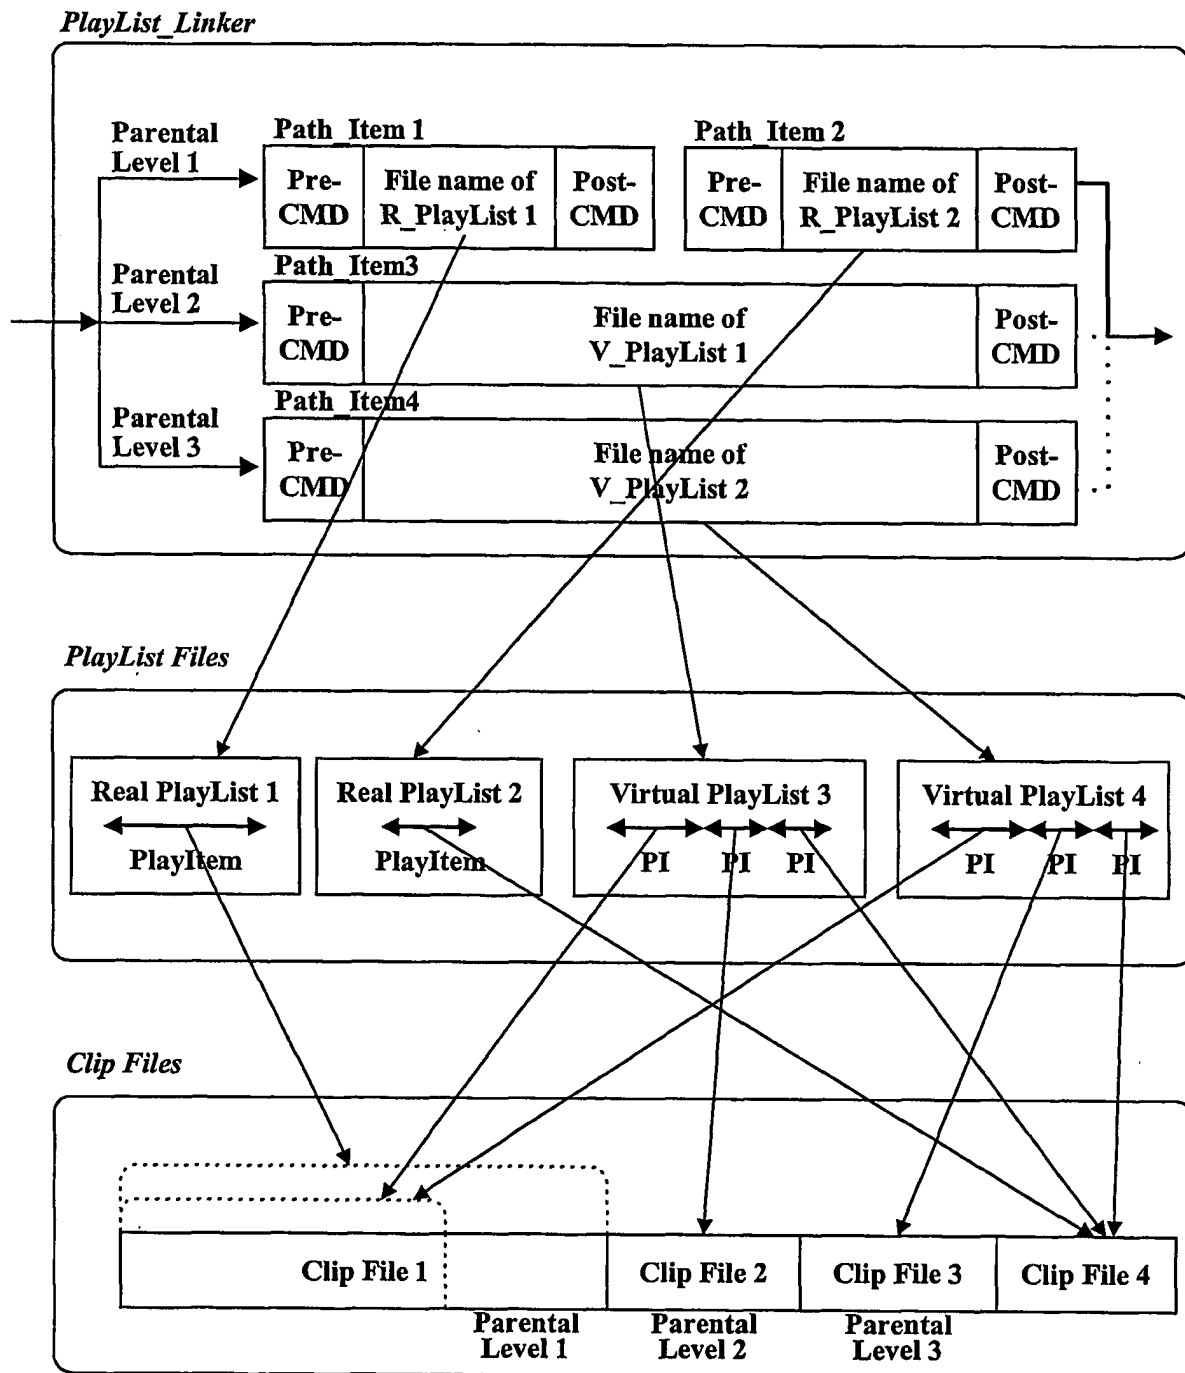 PlayList_Linker
Parental
Level 1
Path_Item 1
Pre-
CMD
File name of
R_PlayList 1
Post-
CMD
Path_Item 2
Pre-
CMD
File name of
R_PlayList 2
Post-
CMD
Parental
Level 2
Path_Item3
Pre-
CMD
File name of
V_PlayList 1
Post-
CMD
Parental
Level 3
Path_Item4
Pre-
CMD
File name of
V_PlayList 2
Post-
CMD
PlayList Files
Real PlayList 1
PlayItem
Real PlayList 2
PlayItem
Virtual PlayList 3
PI PI PI
Virtual PlayList 4
PI PI PI
Clip Files
Clip File 1
Clip File 2
Clip File 3
Clip File 4
Parental
Level 1
Parental
Level 2
Parental
Level 3